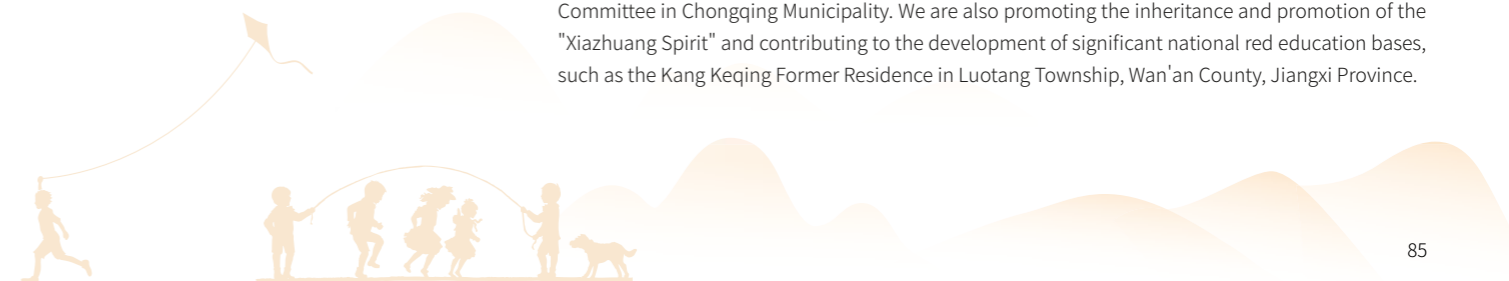 Committee in Chongqing Municipality. We are also promoting the inheritance and promotion of the
"Xiazhuang Spirit" and contributing to the development of significant national red education bases,
such as the Kang Keqing Former Residence in Luotang Township, Wan'an County, Jiangxi Province.
85